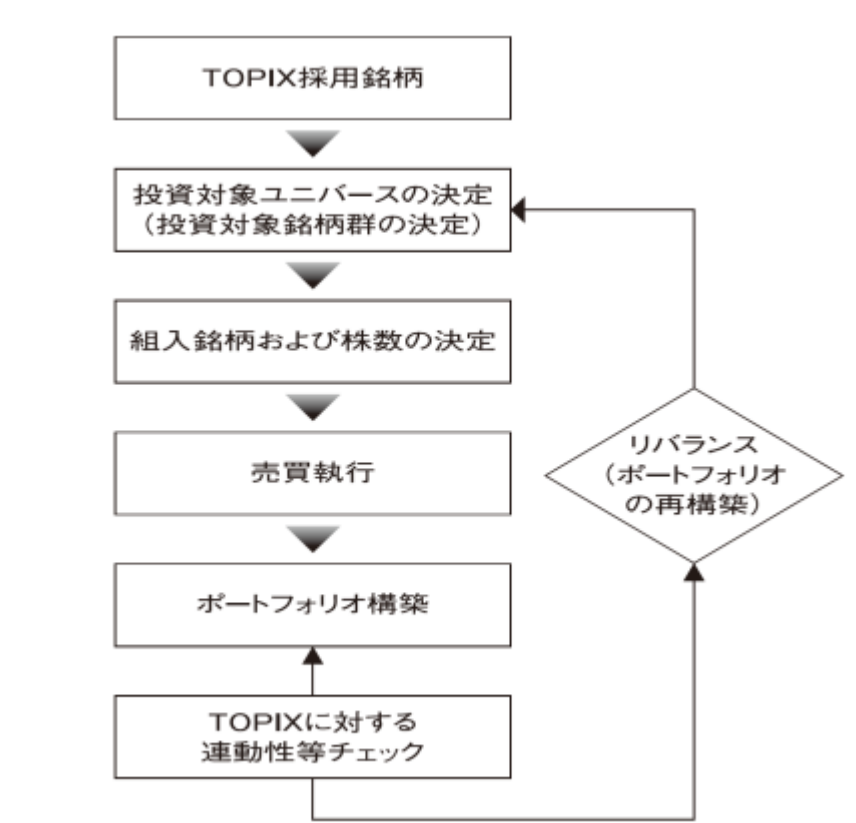 TOPIX採用銘柄
投資対象ユニバースの決定
（投資対象銘柄群の決定）
組入銘柄および株数の決定
売買執行
リバランス
（ポートフォリオ
の再構築）
ポートフォリオ構築
TOPIXに対する
連動性等チェック